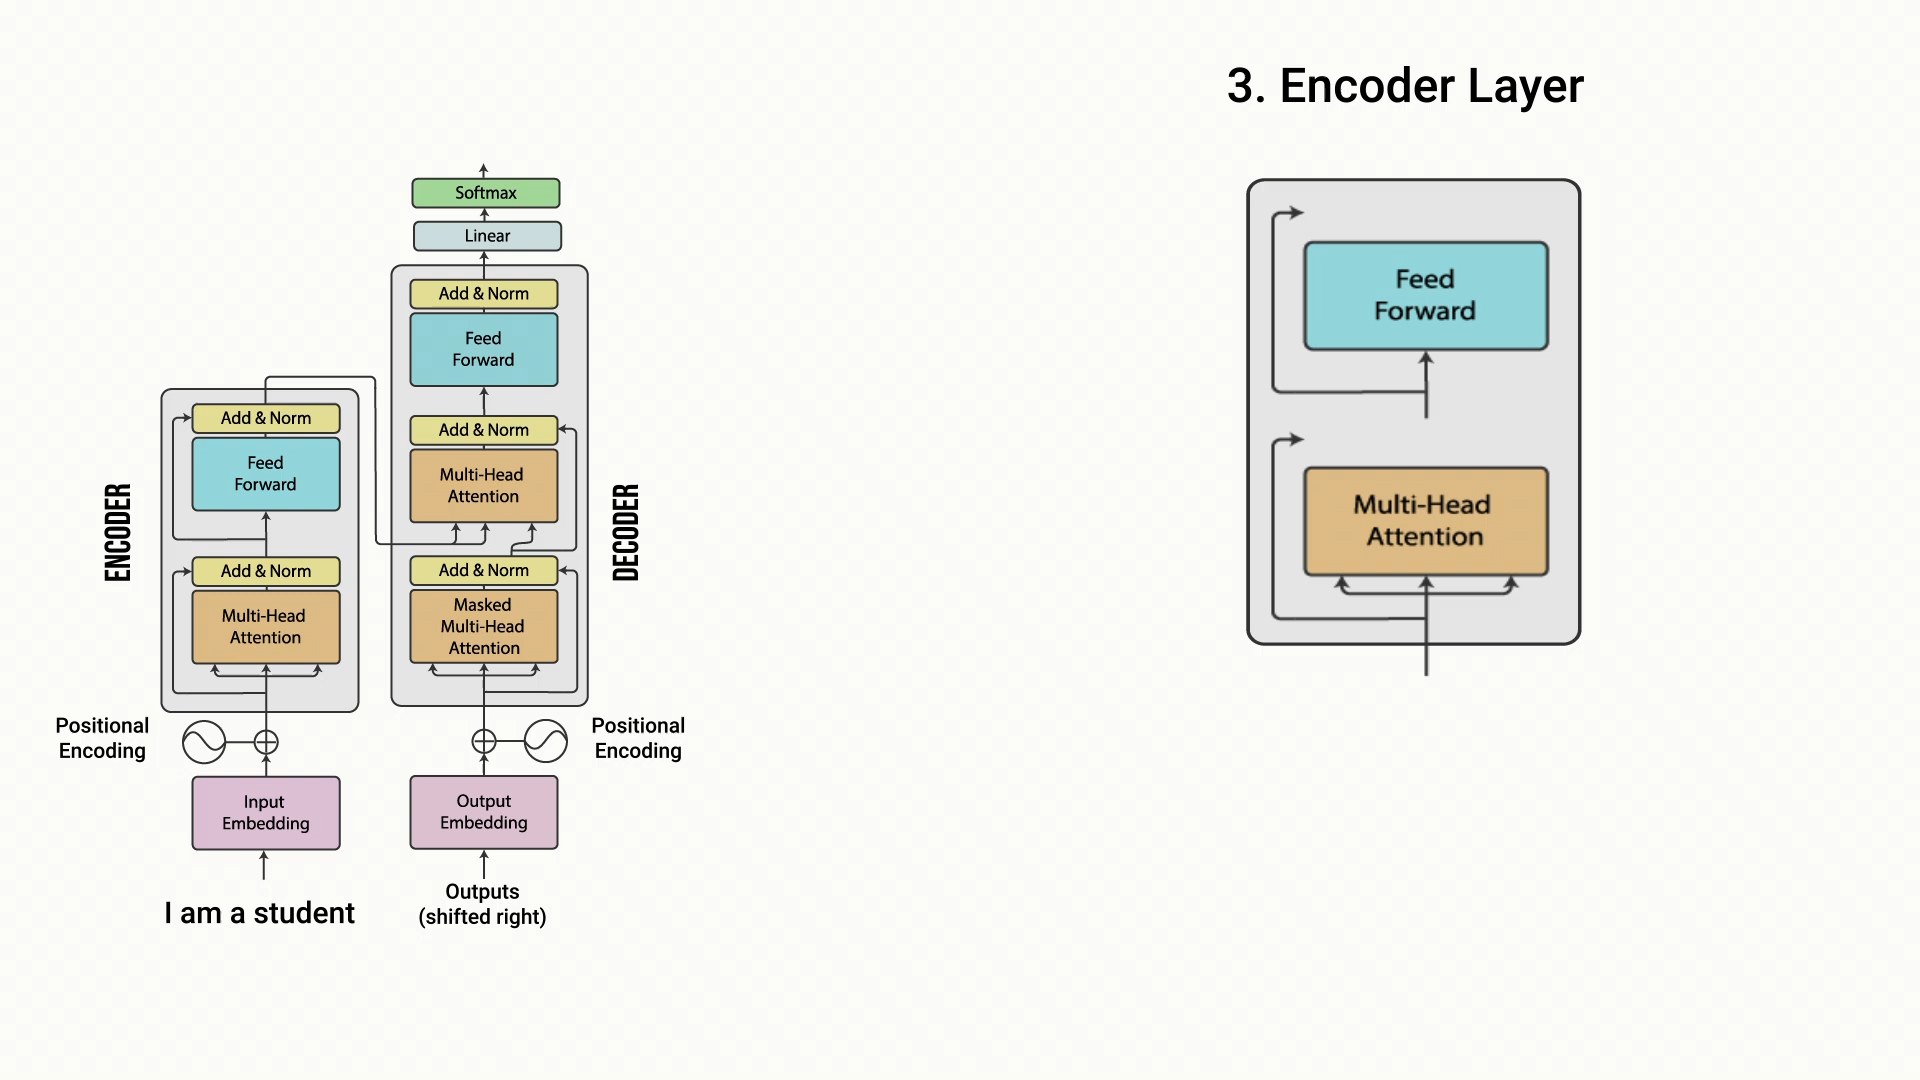 3. Encoder Layer
Softmax
Linear
Add & Norm
Feed
Forward
Add & Norm
Multi-Head
Attention
Add & Norm
Masked
Multi-Head
Attention
DECODER
Positional
Encoding
Output
Embedding
Outputs
(shifted right)
ENCODER
Add & Norm
Feed
Forward
Add & Norm
Multi-Head
Attention
Positional
Encoding
Input
Embedding
I am a student
Feed
Forward
Multi-Head
Attention